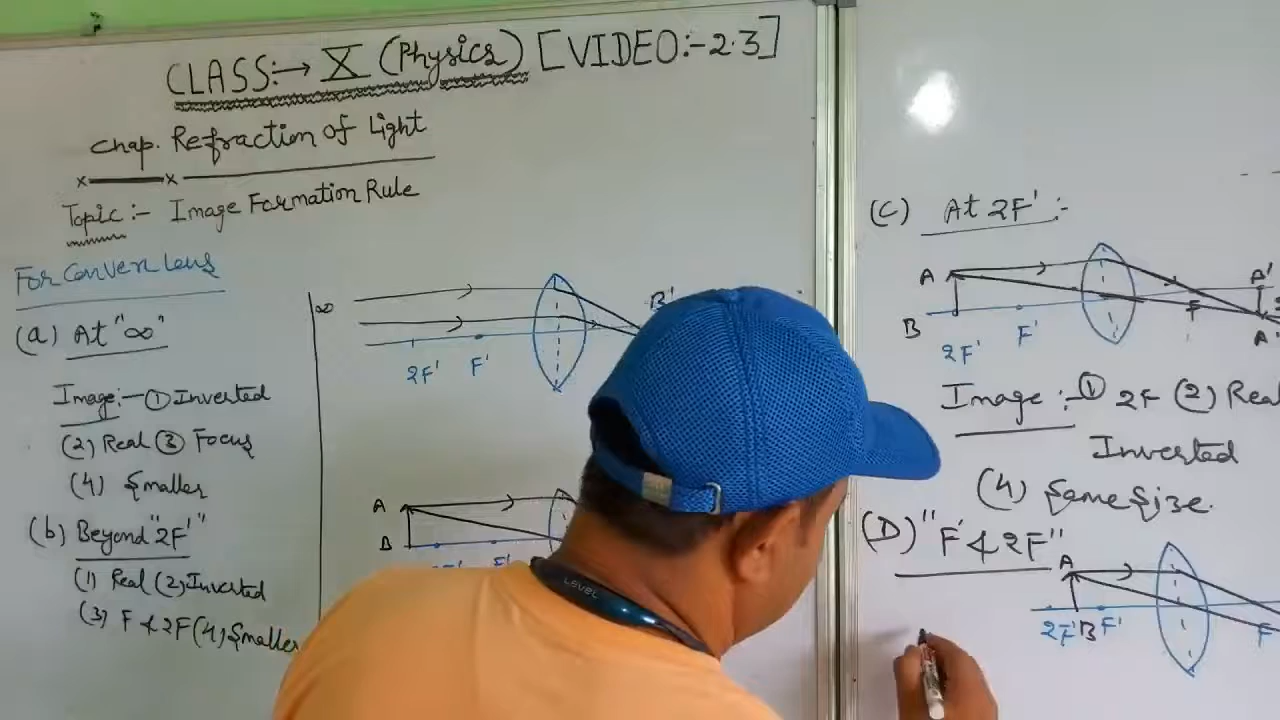 CLASS:→ X (Physics) [VIDEO:-2.3]
Chap. Refraction of Light
Topic:- Image Formation Rule
For Convex Lens
(a) At "∞"
Image:- ① Inverted
(2) Real ③ Focus
(4) Smaller
(b) Beyond "2F'"
(1) Real (2) Inverted
(3) F & 2F (4) Smaller
∞
2F' F'
B'
A
B
(C) At 2F' :-
A
B
2F' F'
F
A'
A'
Image :- ① 2F (2) Real
Inverted
(4) Same Size.
(D) "F' & 2F'"
A
2F' B F'
F
LEVEL